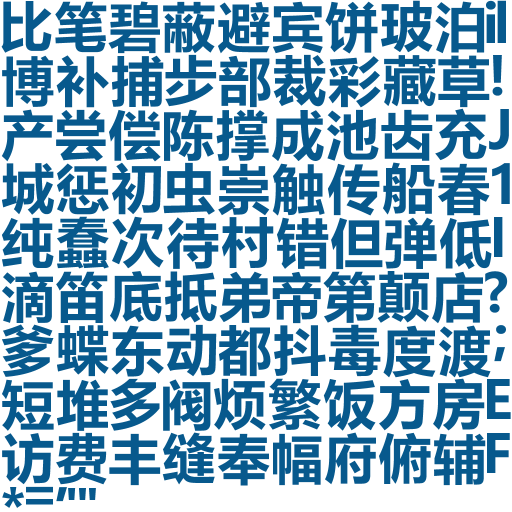 比笔碧蔽避宾饼玻泊il
博补捕步部裁彩藏草!
产尝偿陈撑成池齿充J
城惩初虫崇触传船春1
纯蠢次待村错但弹低I
滴笛底抵弟帝第颠店?
爹蝶东动都抖毒度渡;
短堆多阀烦繁饭方房E
访费丰缝奉幅府俯辅F
*="'"